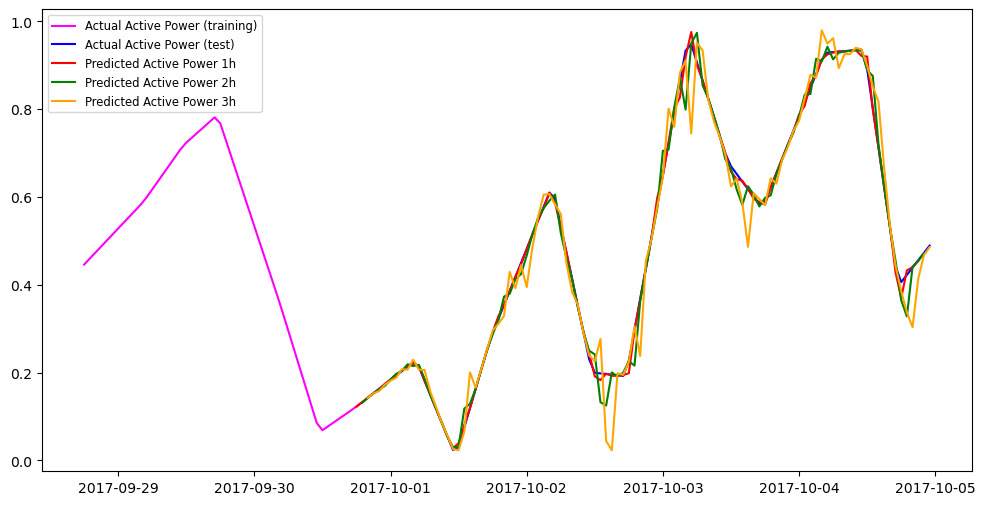 1.0
0.8
0.6
0.4
0.2
0.0
Actual Active Power (training)
Actual Active Power (test)
Predicted Active Power 1h
Predicted Active Power 2h
Predicted Active Power 3h
2017-09-29 2017-09-30 2017-10-01 2017-10-02 2017-10-03 2017-10-04 2017-10-05